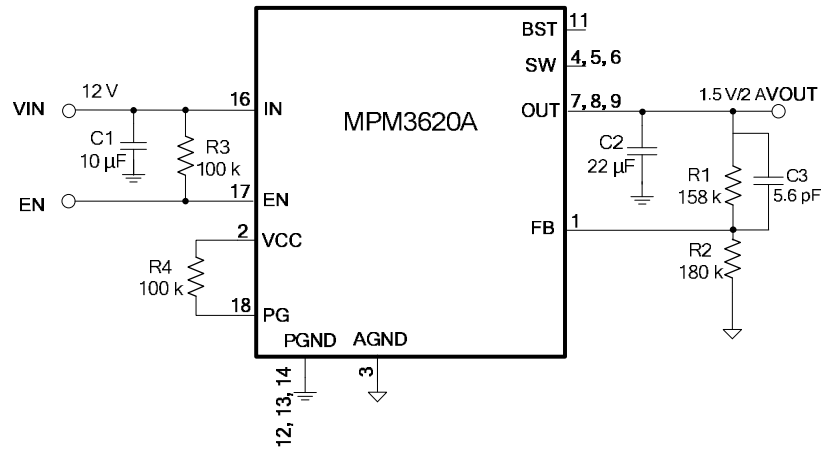 BST
11
SW
4, 5, 6
VIN
12 V
16
IN
MPM3620A
OUT
7, 8, 9
1.5 V/2 A VOUT
C1
10 µF
R3
100 k
C2
22 µF
R1
158 k
C3
5.6 pF
EN
17
EN
2
VCC
FB
1
R4
100 k
R2
180 k
18
PG
PGND
AGND
12, 13, 14
3